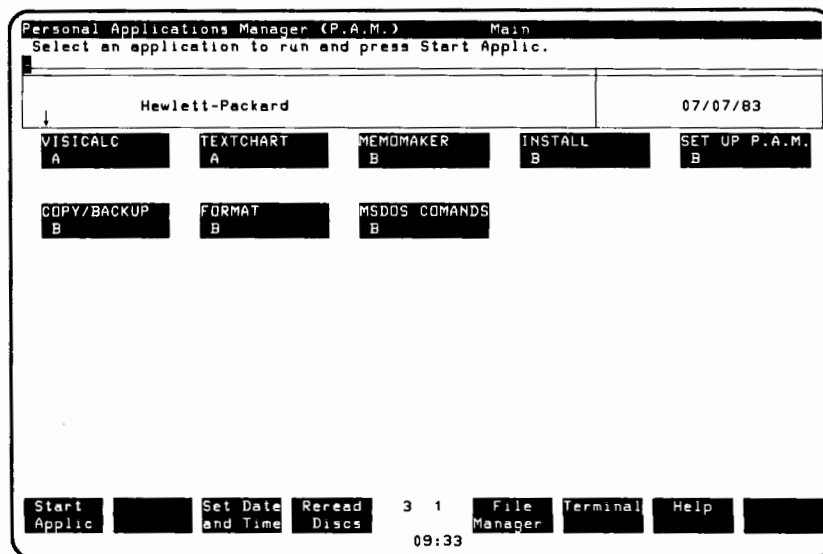 Personal Applications Manager (P.A.M.) Main
Select an application to run and press Start Applic.
Hewlett-Packard 07/07/83
VISICALC TEXTCHART MEMOMAKER INSTALL SET UP P.A.M.
A A B B B
COPY/BACKUP FORMAT MSDOS COMANDS
B B B
Start Set Date Reread 3 1 File Terminal Help
Applic and Time Discs Manager
09:33